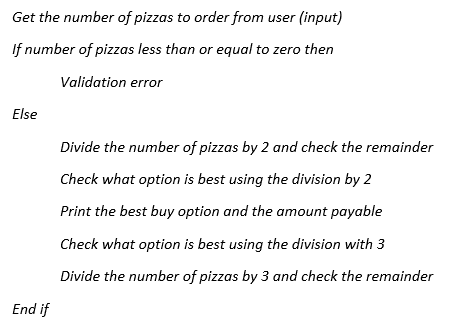 Get the number of pizzas to order from user (input)
If number of pizzas less than or equal to zero then
Validation error
Else
Divide the number of pizzas by 2 and check the remainder
Check what option is best using the division by 2
Print the best buy option and the amount payable
Check what option is best using the division with 3
Divide the number of pizzas by 3 and check the remainder
End if